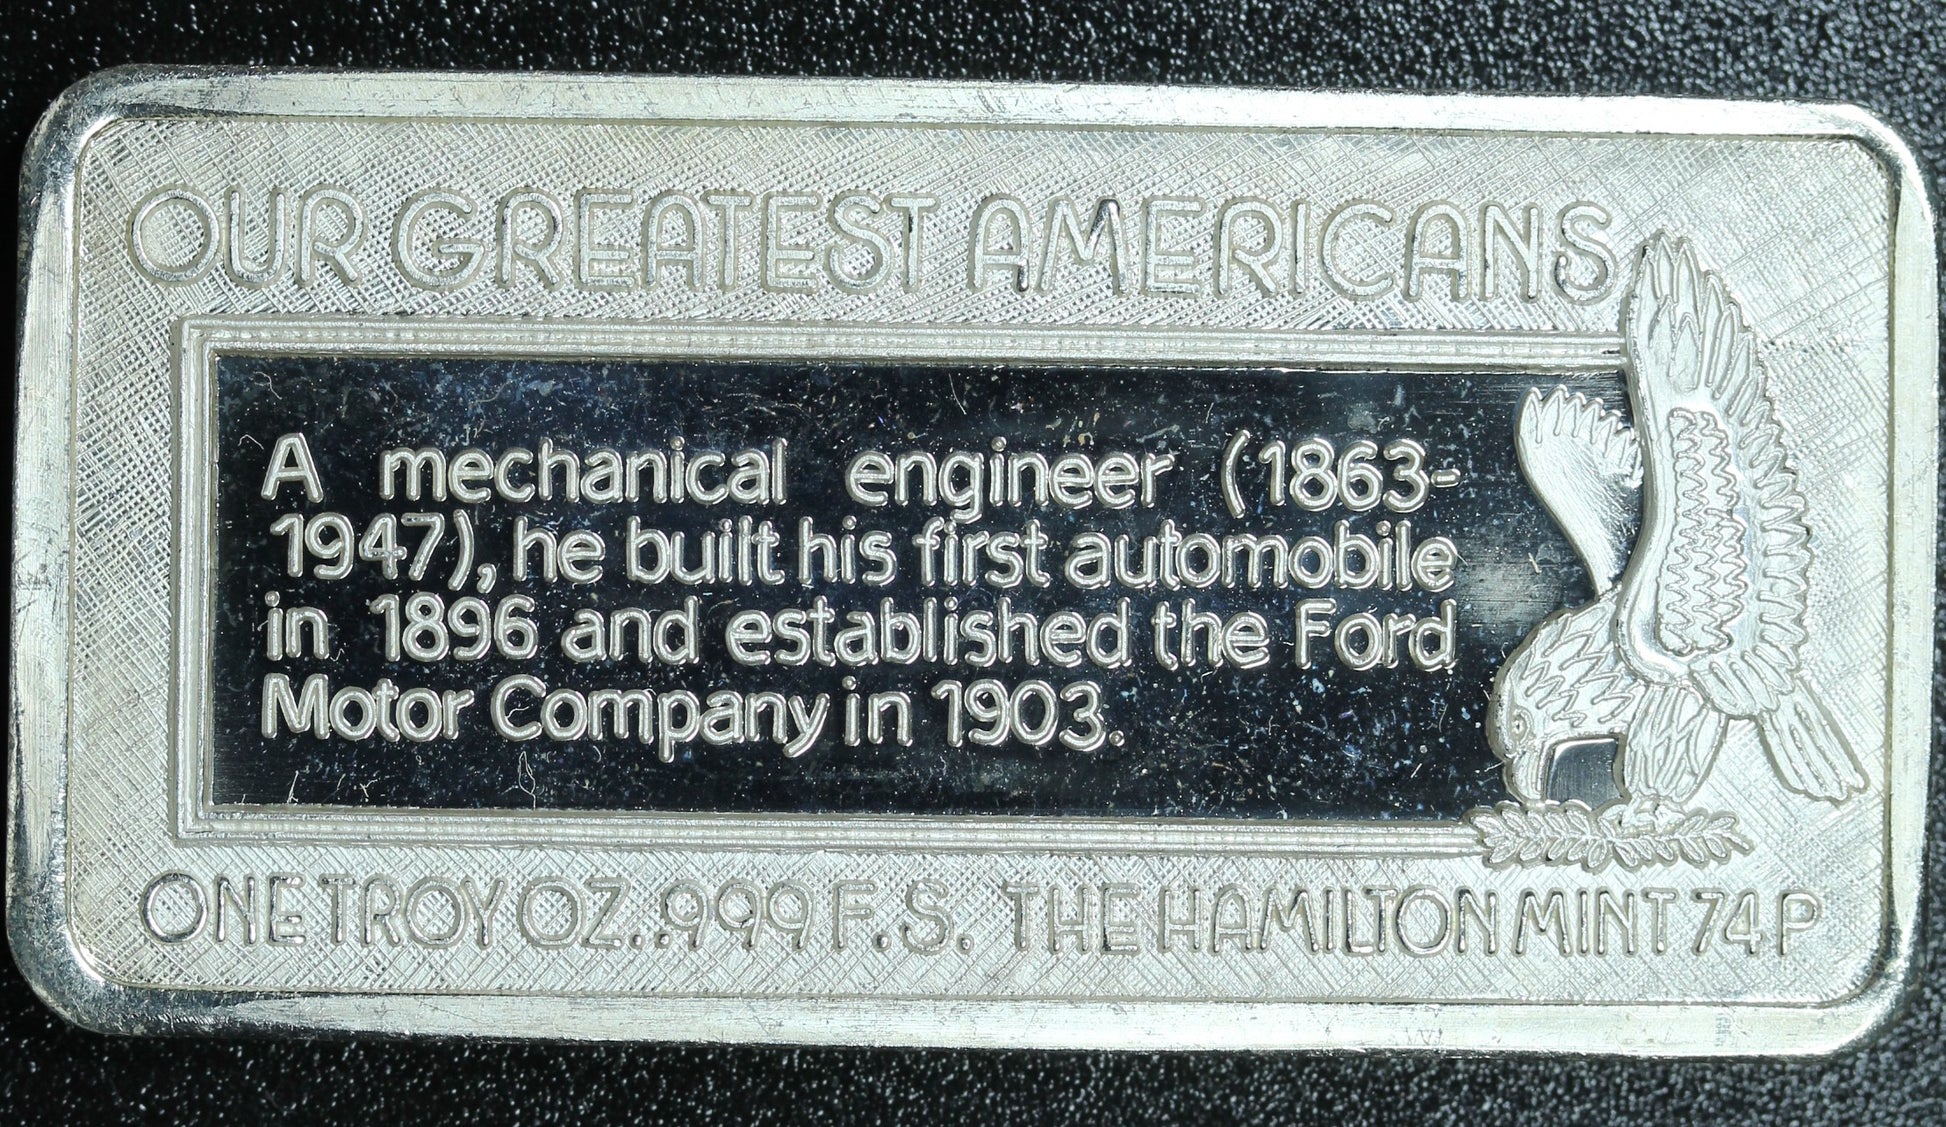 OUR GREATEST AMERICANS
A mechanical engineer (1863-
1947), he built his first automobile
in 1896 and established the Ford
Motor Company in 1903.
ONE TROY OZ. .999 F.S. THE HAMILTON MINT 74 P